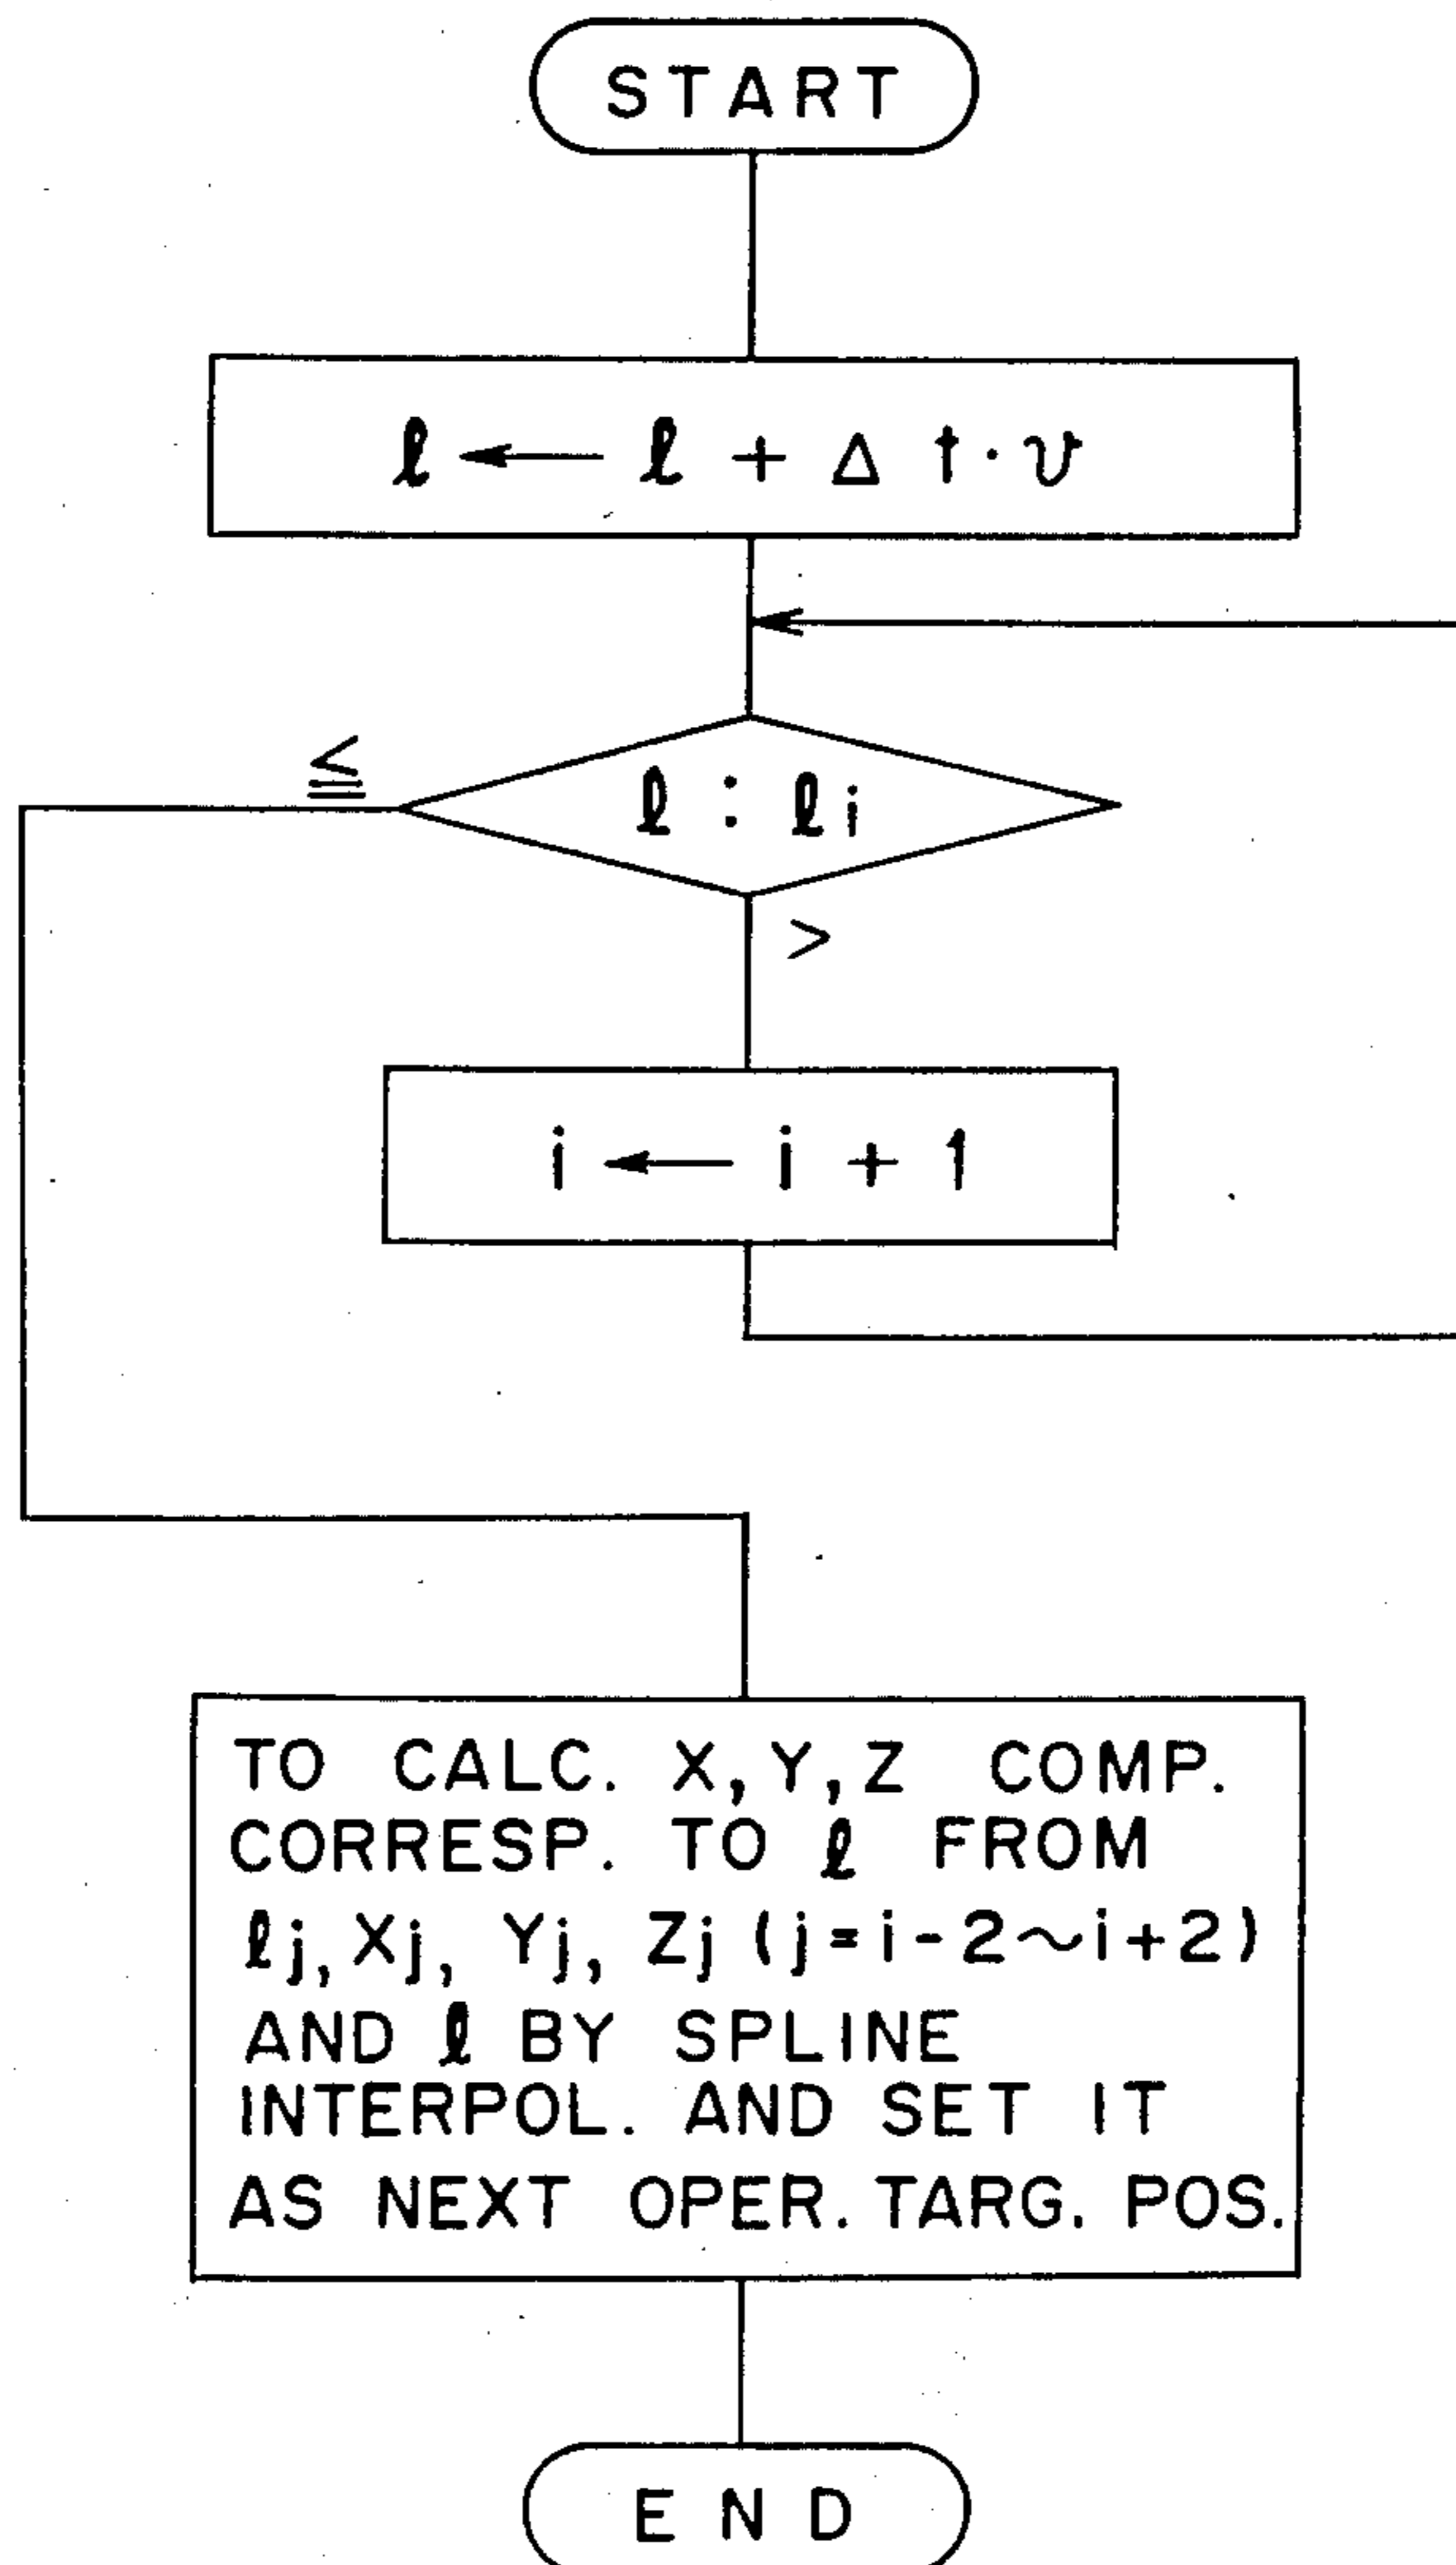 START
ℓ ← ℓ + Δ t · v
≦
ℓ : ℓi
>
i ← i + 1
TO CALC. X, Y, Z COMP.
CORRESP. TO ℓ FROM
ℓj, Xj, Yj, Zj (j = i - 2 ~ i + 2)
AND ℓ BY SPLINE
INTERPOL. AND SET IT
AS NEXT OPER. TARG. POS.
END